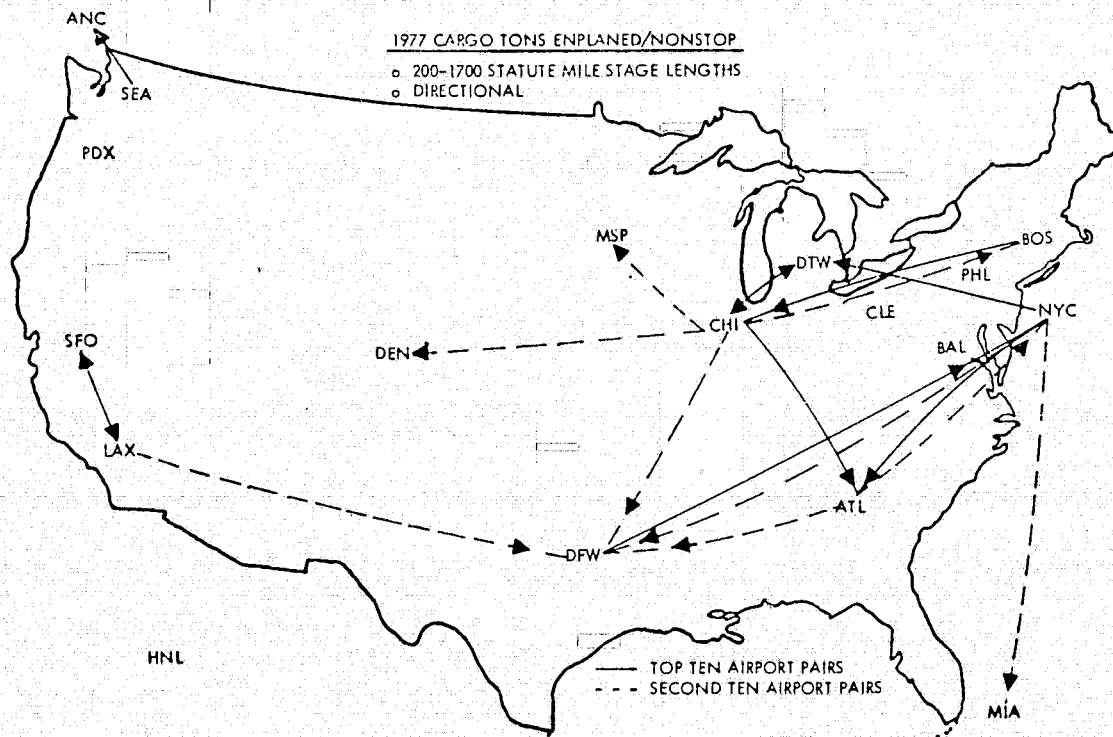 ANC
1977 CARGO TONS ENPLANED/NONSTOP
o 200-1700 STATUTE MILE STAGE LENGTHS
o DIRECTIONAL
SEA
PDX
MSP
BOS
DTW
PHL
CLE
NYC
CHI
SFO
DEN
BAL
LAX
ATL
DFW
HNL
TOP TEN AIRPORT PAIRS
SECOND TEN AIRPORT PAIRS
MIA